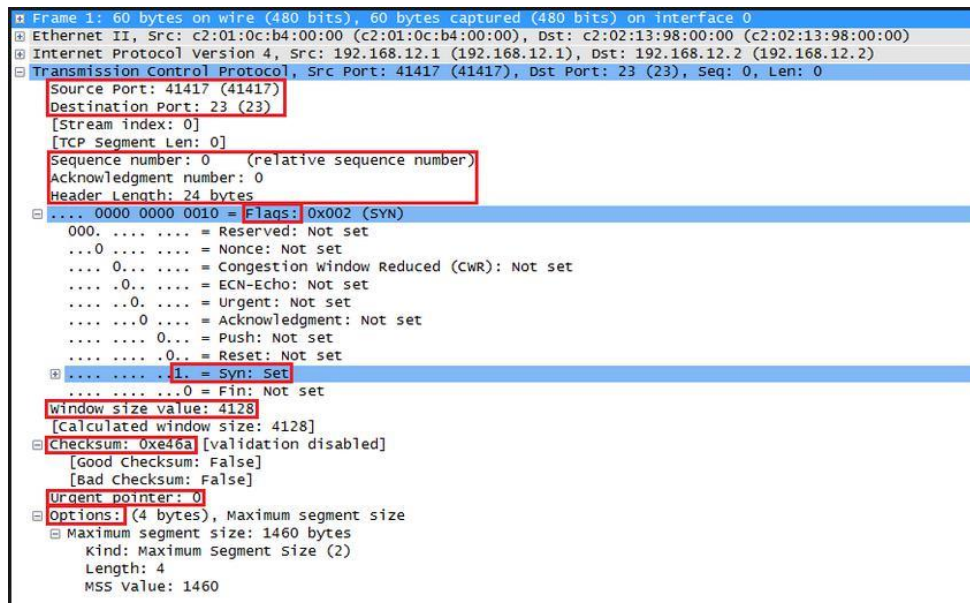 Frame 1: 60 bytes on wire (480 bits), 60 bytes captured (480 bits) on interface 0
Ethernet II, Src: c2:01:0c:b4:00:00 (c2:01:0c:b4:00:00), Dst: c2:02:13:98:00:00 (c2:02:13:98:00:00)
Internet Protocol Version 4, Src: 192.168.12.1 (192.168.12.1), Dst: 192.168.12.2 (192.168.12.2)
Transmission Control Protocol, Src Port: 41417 (41417), Dst Port: 23 (23), Seq: 0, Len: 0
Source Port: 41417 (41417)
Destination Port: 23 (23)
[Stream index: 0]
[TCP Segment Len: 0]
Sequence number: 0 (relative sequence number)
Acknowledgment number: 0
Header Length: 24 bytes
.... 0000 0000 0010 = Flags: 0x002 (SYN)
000. .... .... = Reserved: Not set
...0 .... .... = Nonce: Not set
.... 0... .... = Congestion Window Reduced (CWR): Not set
.... .0.. .... = ECN-Echo: Not set
.... ..0. .... = Urgent: Not set
.... ...0 .... = Acknowledgment: Not set
.... .... 0... = Push: Not set
.... .... .0.. = Reset: Not set
.... .... ..1. = Syn: Set
.... .... ...0 = Fin: Not set
Window size value: 4128
[Calculated window size: 4128]
Checksum: 0xe46a [validation disabled]
[Good Checksum: False]
[Bad Checksum: False]
Urgent pointer: 0
Options: (4 bytes), Maximum segment size
Maximum segment size: 1460 bytes
Kind: Maximum Segment Size (2)
Length: 4
MSS Value: 1460